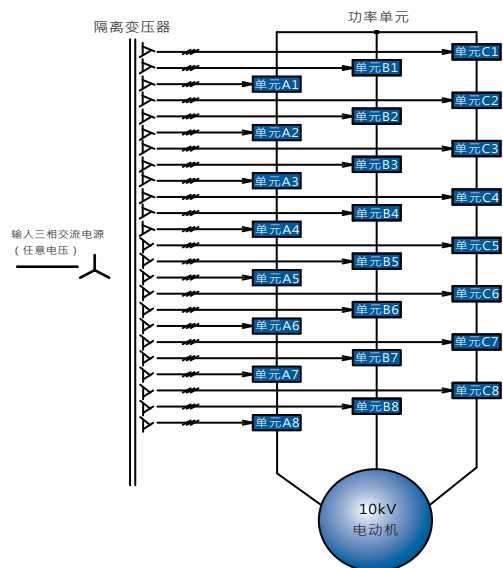 功率单元
隔离变压器
单元C1
单元B1
单元A1
单元C2
单元B2
单元A2
单元C3
单元B3
单元A3
单元C4
单元B4
单元A4
输入三相交流电源
（任意电压）
单元C5
单元B5
单元A5
单元C6
单元B6
单元A6
单元C7
单元B7
单元A7
单元C8
单元B8
单元A8
10kV
电动机